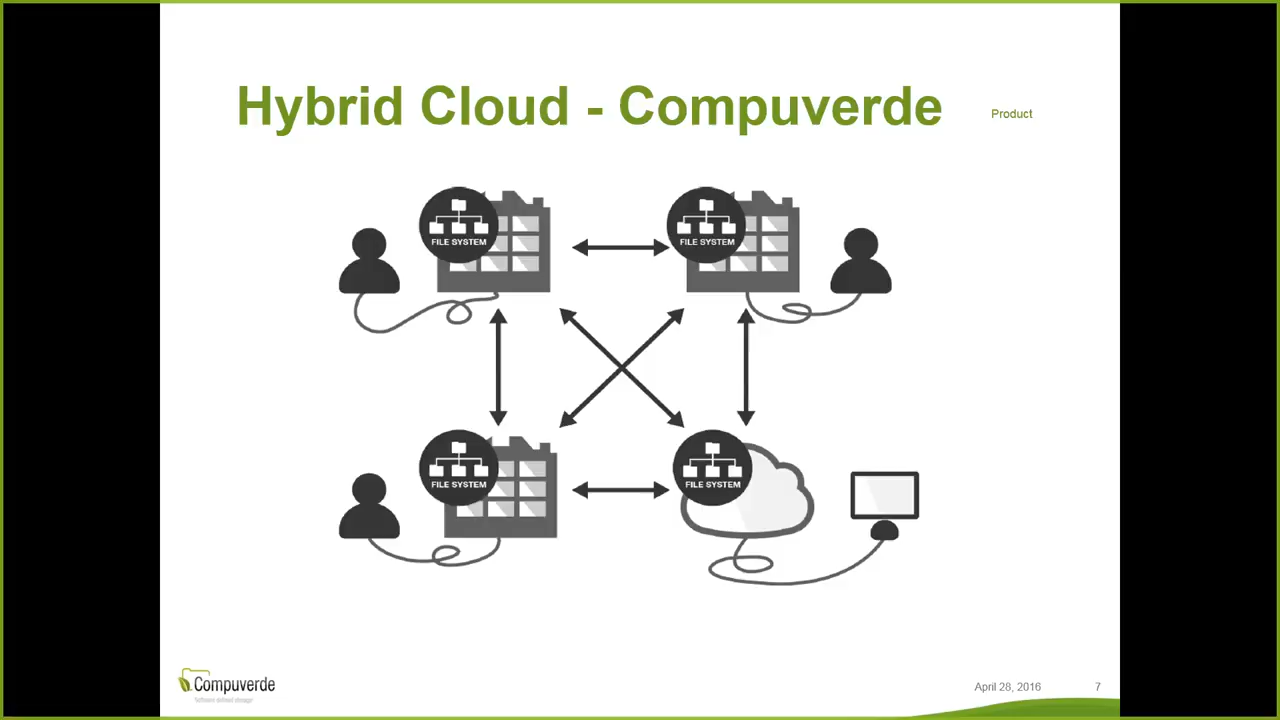 Hybrid Cloud - Compuverde
Product
FILE SYSTEM
FILE SYSTEM
FILE SYSTEM
FILE SYSTEM
Compuverde
Software defined storage
April 28, 2016
7